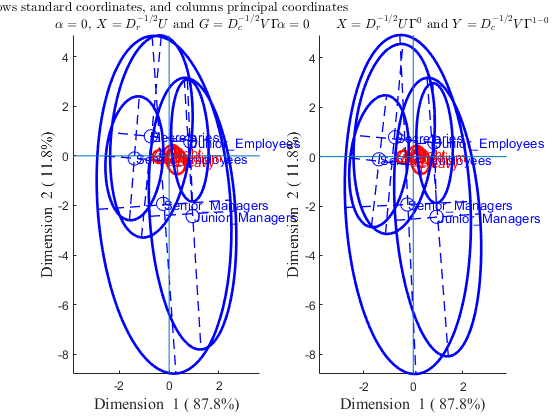 ows standard coordinates, and columns principal coordinates
α = 0, X = D_r^{-1/2}U and G = D_c^{-1/2}VΓα = 0
X = D_r^{-1/2}UΓ^0 and Y = D_c^{-1/2}VΓ^{1-0}
4
2
0
-2
-4
-6
-8
-2
0
2
Dimension 2 ( 11.8%)
Dimension 1 ( 87.8%)
Secretaries
Junior_Employees
Employees
Senior_Managers
Junior_Managers
4
2
0
-2
-4
-6
-8
-2
0
2
Dimension 2 ( 11.8%)
Dimension 1 ( 87.8%)
Secretaries
Junior_Employees
Employees
Senior_Managers
Junior_Managers